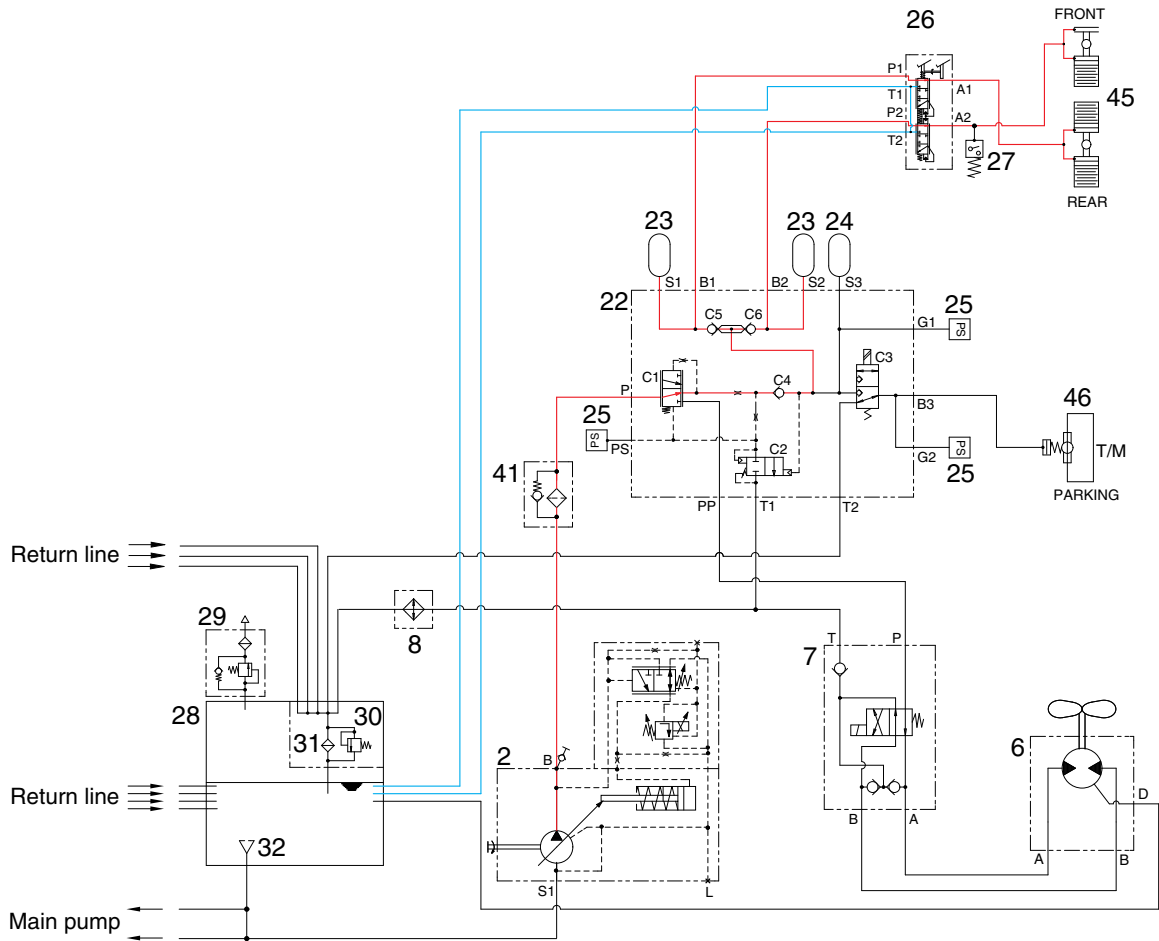 FRONT
26
P1
T1
A1
P2
A2
T2
45
27
REAR
23
23
24
S1
B1
B2
S2
S3
22
C5
C6
25
PS
G1
C1
C3
C4
P
25
PS
PS
B3
46
T/M
C2
G2
PS
25
41
PARKING
PP
T1
T2
Return line
29
8
7
T
P
28
30
31
2
B
6
Return line
D
32
B
A
A
B
S1
L
Main pump